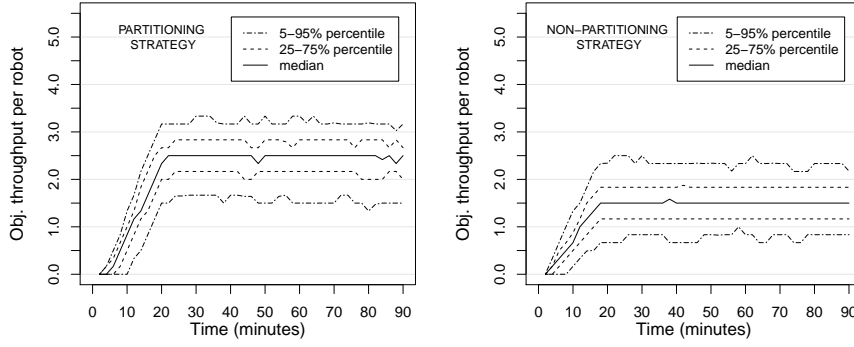 PARTITIONING
STRATEGY
5−95% percentile
25−75% percentile
median
Obj. throughput per robot
5.0
4.0
3.0
2.0
1.0
0.0
0 10 20 30 40 50 60 70 80 90
Time (minutes)
NON−PARTITIONING
STRATEGY
5−95% percentile
25−75% percentile
median
Obj. throughput per robot
5.0
4.0
3.0
2.0
1.0
0.0
0 10 20 30 40 50 60 70 80 90
Time (minutes)